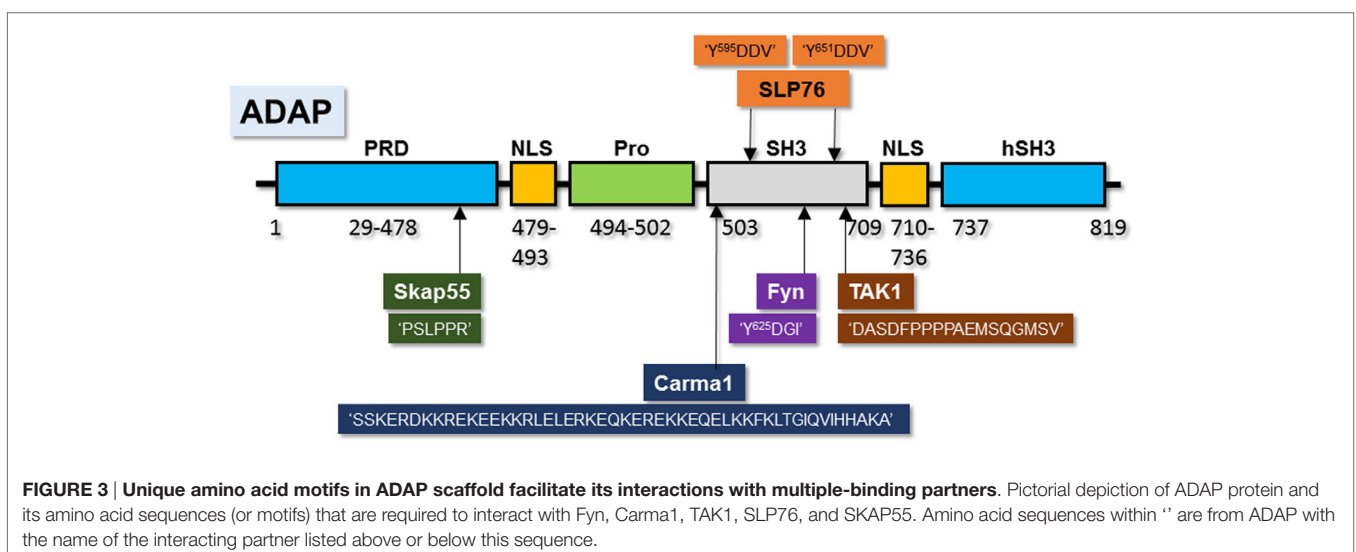 'Y⁵⁹⁵DDV' 'Y⁶⁵¹DDV'
SLP76
ADAP
PRD NLS Pro SH3 NLS hSH3
1 29-478 479-493 494-502 503 709 710-736 737 819
Skap55 Fyn TAK1
'PSLPPR' 'Y⁶²⁵DGI' 'DASDFPPPPAEMSQGMSV'
Carma1
'SSKERDKKREKEEKKRLELERKEQKEREKKEQELKKFKLTGIQVIHHAKA'
FIGURE 3 | Unique amino acid motifs in ADAP scaffold facilitate its interactions with multiple-binding partners. Pictorial depiction of ADAP protein and
its amino acid sequences (or motifs) that are required to interact with Fyn, Carma1, TAK1, SLP76, and SKAP55. Amino acid sequences within '' are from ADAP with
the name of the interacting partner listed above or below this sequence.